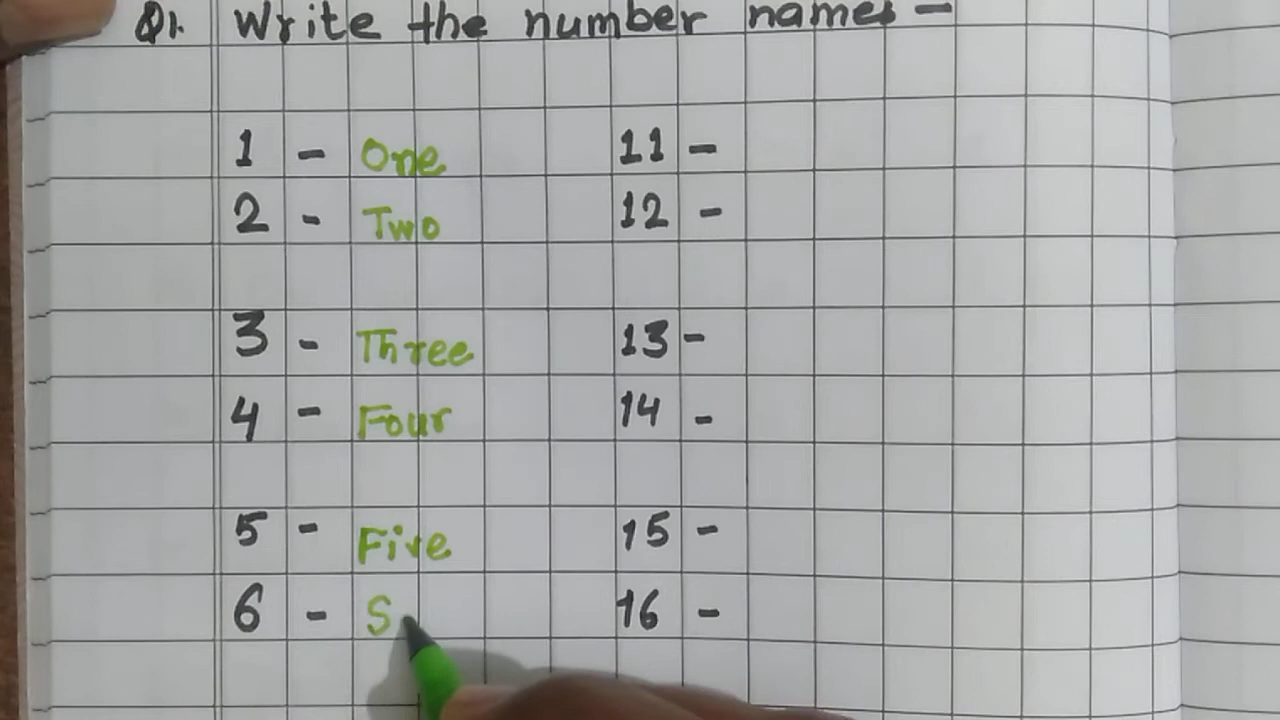 Q1. Write the number names -
1 - One 11 -
2 - Two 12 -
3 - Three 13 -
4 - Four 14 -
5 - Five 15 -
6 - S 16 -